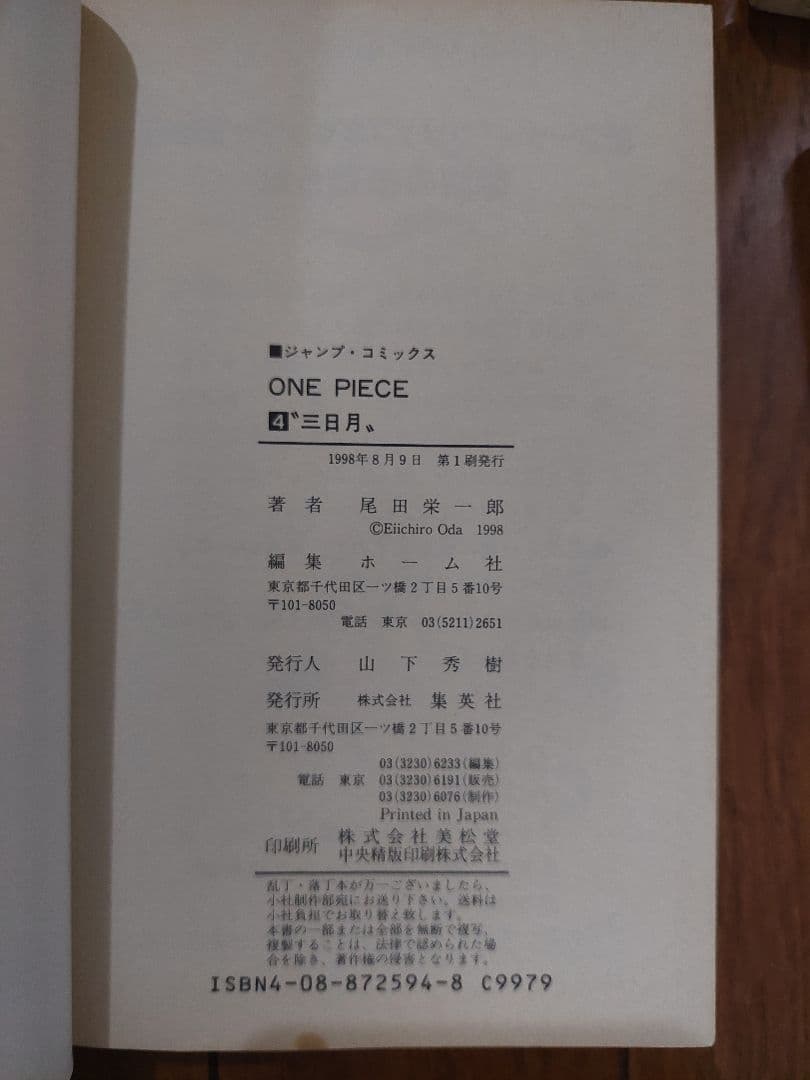 ■ジャンプ・コミックス
ONE PIECE
4〝三日月〟
1998年8月9日 第1刷発行
著者 尾田栄一郎
©Eiichiro Oda 1998
編集 ホーム社
東京都千代田区一ツ橋2丁目5番10号
〒101-8050
電話 東京 03(5211)2651
発行人 山下秀樹
発行所 株式会社 集英社
東京都千代田区一ツ橋2丁目5番10号
〒101-8050
03(3230)6233(編集)
電話 東京 03(3230)6191(販売)
03(3230)6076(制作)
Printed in Japan
印刷所 株式会社美松堂
中央精版印刷株式会社
乱丁・落丁本が万一ございましたら、
小社制作部宛にお送り下さい。送料は
小社負担でお取り替え致します。
本書の一部または全部を無断で複写、
複製することは、法律で認められた場
合を除き、著作権の侵害となります。
ISBN4-08-872594-8 C9979